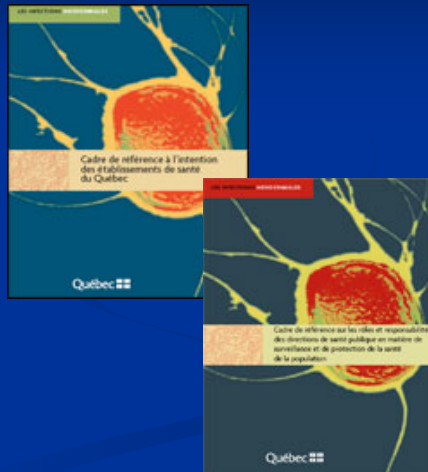 LES INFECTIONS NOSOCOMIALES
Cadre de référence à l'intention
des établissements de santé
du Québec
Québec
LES INFECTIONS NOSOCOMIALES
Cadre de référence sur les rôles et responsabilités
des directions de santé publique en matière de
surveillance et de protection de la santé
de la population
Québec